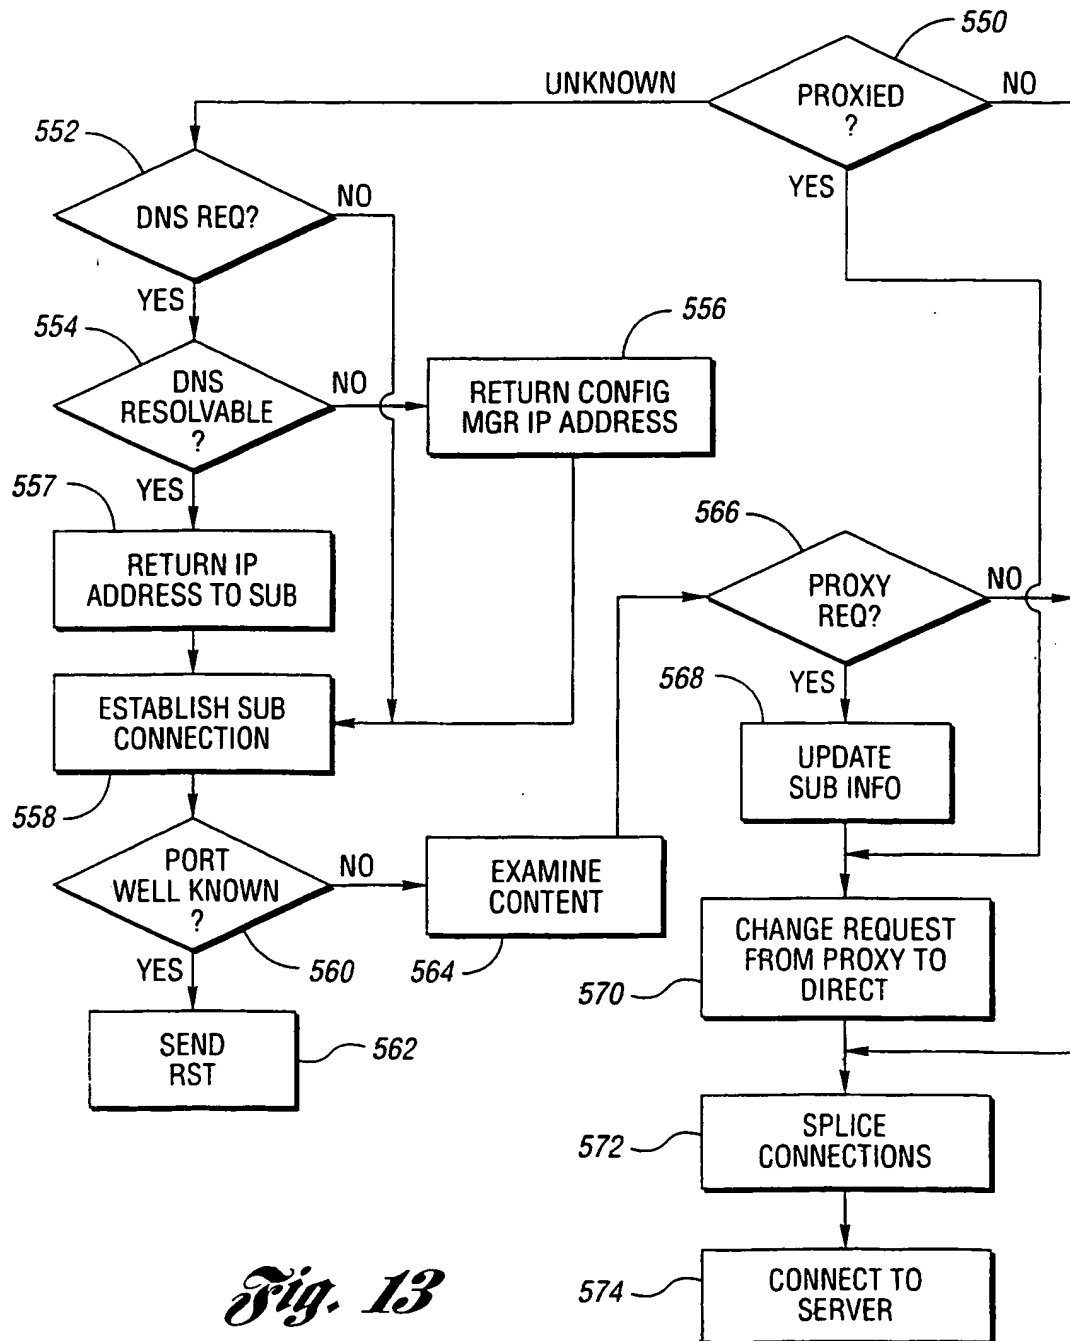 550
UNKNOWN
PROXIED
?
NO
YES
552
DNS REQ?
NO
YES
554
DNS
RESOLVABLE
?
NO
YES
556
RETURN CONFIG
MGR IP ADDRESS
557
RETURN IP
ADDRESS TO SUB
ESTABLISH SUB
CONNECTION
558
PORT
WELL KNOWN
?
NO
YES
560
SEND
RST
562
EXAMINE
CONTENT
564
566
PROXY
REQ?
NO
YES
568
UPDATE
SUB INFO
CHANGE REQUEST
FROM PROXY TO
DIRECT
570
SPLICE
CONNECTIONS
572
CONNECT TO
SERVER
574
Fig. 13